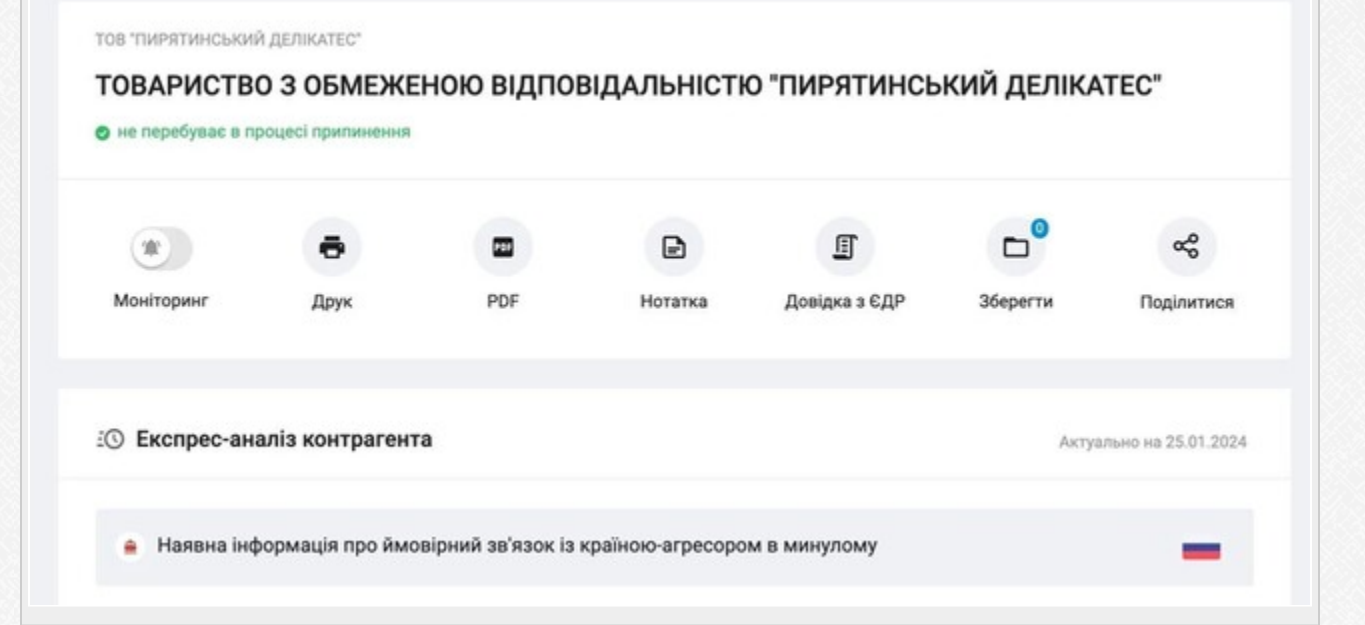 ТОВ "ПИРЯТИНСЬКИЙ ДЕЛІКАТЕС"
ТОВАРИСТВО З ОБМЕЖЕНОЮ ВІДПОВІДАЛЬНІСТЮ "ПИРЯТИНСЬКИЙ ДЕЛІКАТЕС"
не перебуває в процесі припинення
0
PDF
Моніторинг Друк PDF Нотатка Довідка з ЄДР Зберегти Поділитися
Експрес-аналіз контрагента Актуально на 25.01.2024
Наявна інформація про ймовірний зв'язок із країною-агресором в минулому